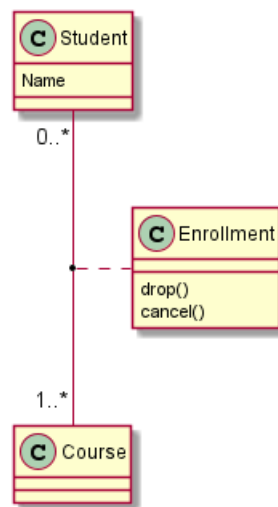 C Student
Name
0..*
C Enrollment
drop()
cancel()
1..*
C Course